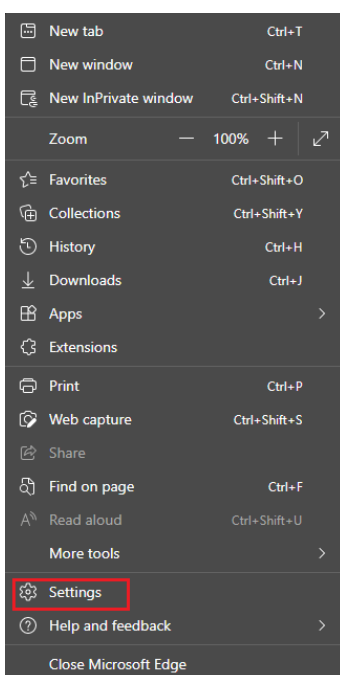 New tab Ctrl+T
New window Ctrl+N
New InPrivate window Ctrl+Shift+N
Zoom — 100% +
Favorites Ctrl+Shift+O
Collections Ctrl+Shift+Y
History Ctrl+H
Downloads Ctrl+J
Apps
Extensions
Print Ctrl+P
Web capture Ctrl+Shift+S
Share
Find on page Ctrl+F
Read aloud Ctrl+Shift+U
More tools
Settings
Help and feedback
Close Microsoft Edge